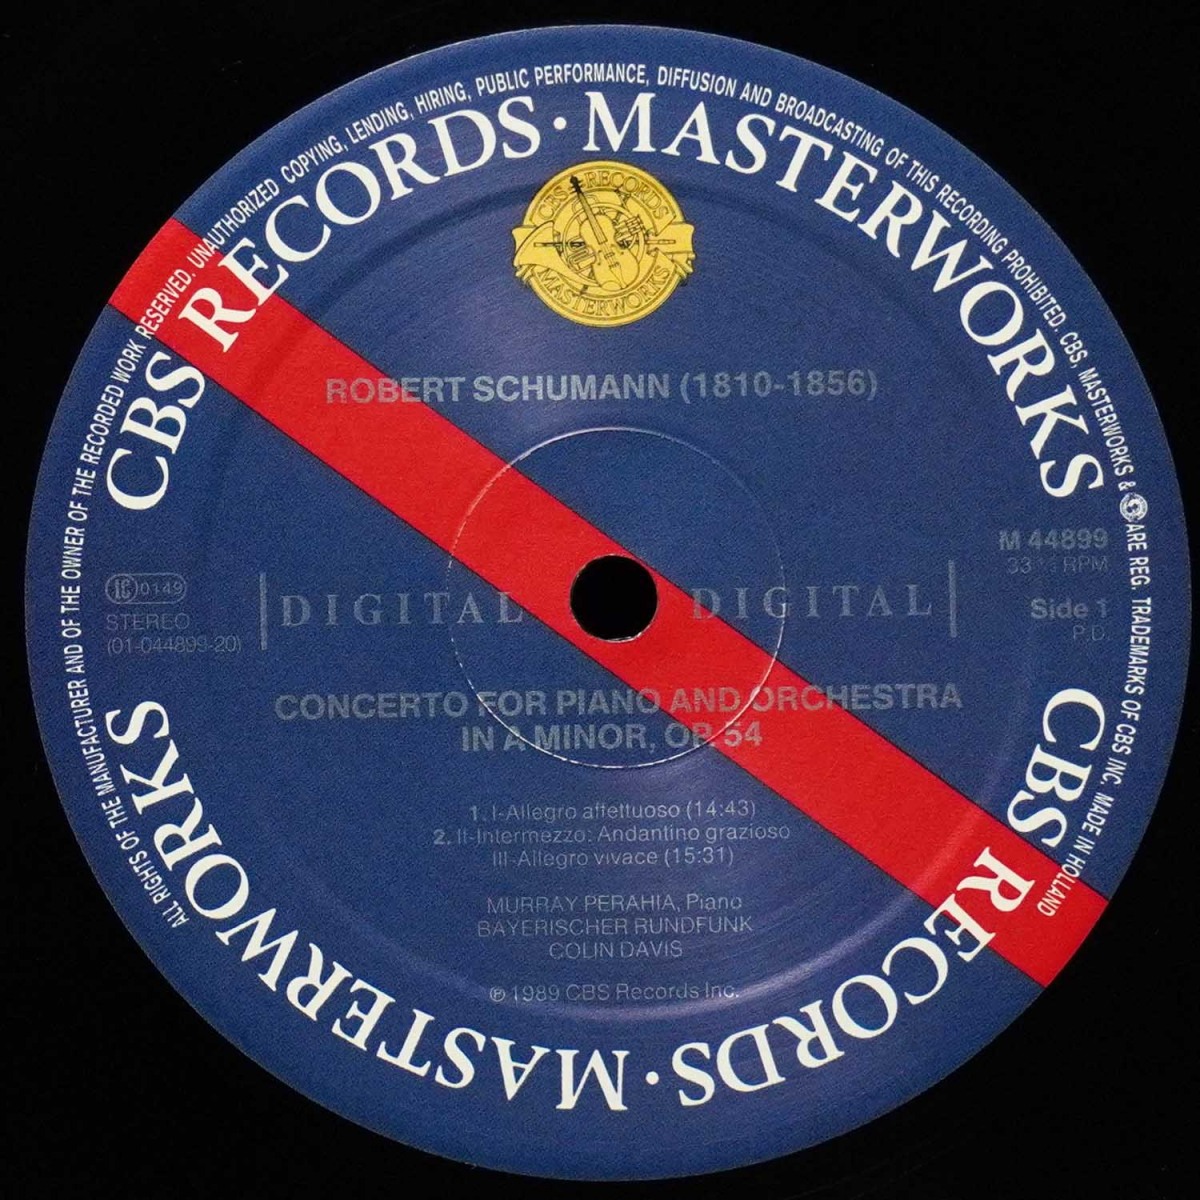 ALL RIGHTS OF THE MANUFACTURER AND OF THE OWNER OF THE RECORDED WORK RESERVED. UNAUTHORIZED COPYING, LENDING, HIRING, PUBLIC PERFORMANCE, DIFFUSION AND BROADCASTING OF THIS RECORDING PROHIBITED. CBS, MASTERWORKS & ARE REG. TRADEMARKS OF CBS INC. MADE IN HOLLAND
CBS RECORDS · MASTERWORKS
CBS RECORDS
MASTERWORKS
ROBERT SCHUMANN (1810-1856)
M 44899
33⅓ RPM
Side 1
P.D.
0149
STEREO
(01-044899-20)
DIGITAL DIGITAL
CONCERTO FOR PIANO AND ORCHESTRA
IN A MINOR, OP. 54
1. I-Allegro affettuoso (14:43)
2. II-Intermezzo: Andantino grazioso
III-Allegro vivace (15:31)
MURRAY PERAHIA, Piano
BAYERISCHER RUNDFUNK
COLIN DAVIS
℗ 1989 CBS Records Inc.
CBS RECORDS · MASTERWORKS